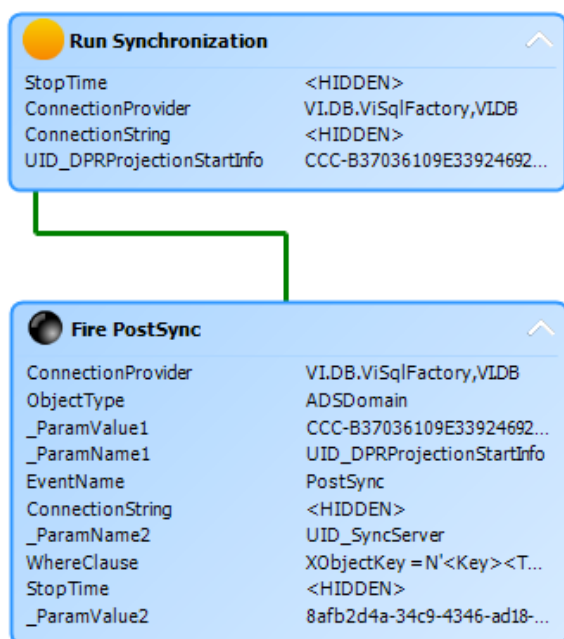 Run Synchronization
StopTime <HIDDEN>
ConnectionProvider VI.DB.ViSqlFactory,VI.DB
ConnectionString <HIDDEN>
UID_DPRProjectionStartInfo CCC-B37036109E33924692...
Fire PostSync
ConnectionProvider VI.DB.ViSqlFactory,VI.DB
ObjectType ADSDomain
_ParamValue1 CCC-B37036109E33924692...
_ParamName1 UID_DPRProjectionStartInfo
EventName PostSync
ConnectionString <HIDDEN>
_ParamName2 UID_SyncServer
WhereClause XObjectKey = N'<Key><T...
StopTime <HIDDEN>
_ParamValue2 8afb2d4a-34c9-4346-ad18-...